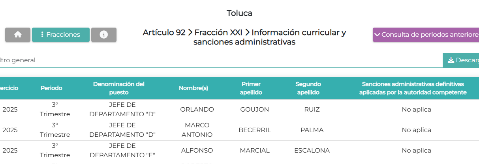 Toluca
Fracciones
Artículo 92 > Fracción XXI > Información curricular y
sanciones administrativas
Consulta de periodos anteriore
tro general
Descar
ercicio Periodo Denominación del puesto Nombre(s) Primer apellido Segundo apellido Sanciones administrativas definitivas aplicadas por la autoridad competente
2025 3° Trimestre JEFE DE DEPARTAMENTO "D" ORLANDO GOUJON RUIZ No aplica
2025 3° Trimestre JEFE DE DEPARTAMENTO "D" MARCO ANTONIO BECERRIL PALMA No aplica
2025 3° Trimestre JEFE DE DEPARTAMENTO ALFONSO MARCIAL ESCALONA No aplica